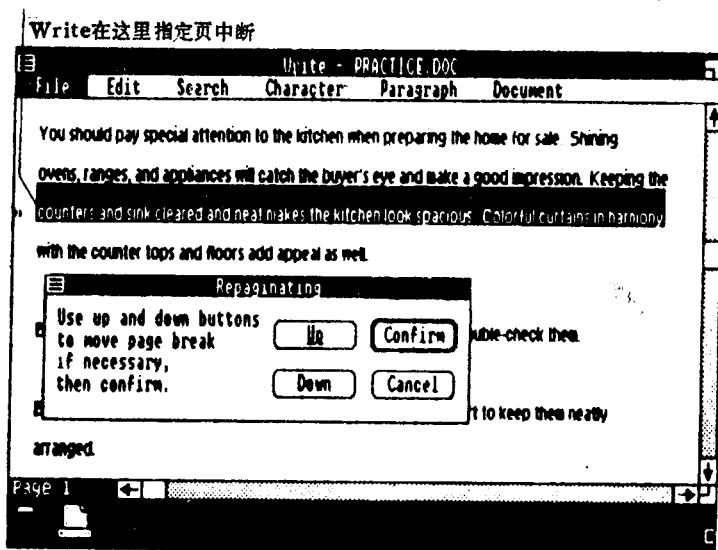 Write在这里指定页中断
Write - PRACTICE.DOC
File Edit Search Character Paragraph Document
You should pay special attention to the kitchen when preparing the home for sale. Shining
ovens, ranges, and appliances will catch the buyer's eye and make a good impression. Keeping the
counters and sink cleared and neat makes the kitchen look spacious. Colorful curtains in harmony
with the counter tops and floors add appeal as well.
Repaginating
Use up and down buttons
to move page break
if necessary,
then confirm.
Up Confirm
Down Cancel
uble-check them.
t to keep them neatly
arranged.
Page 1
C